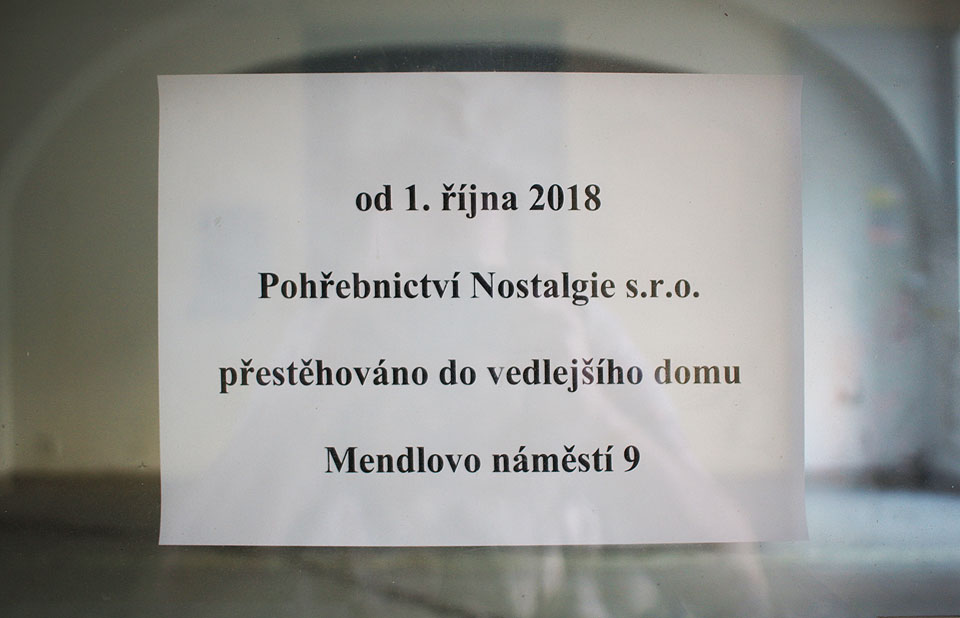 od 1. října 2018
Pohřebnictví Nostalgie s.r.o.
přestěhováno do vedlejšího domu
Mendlovo náměstí 9